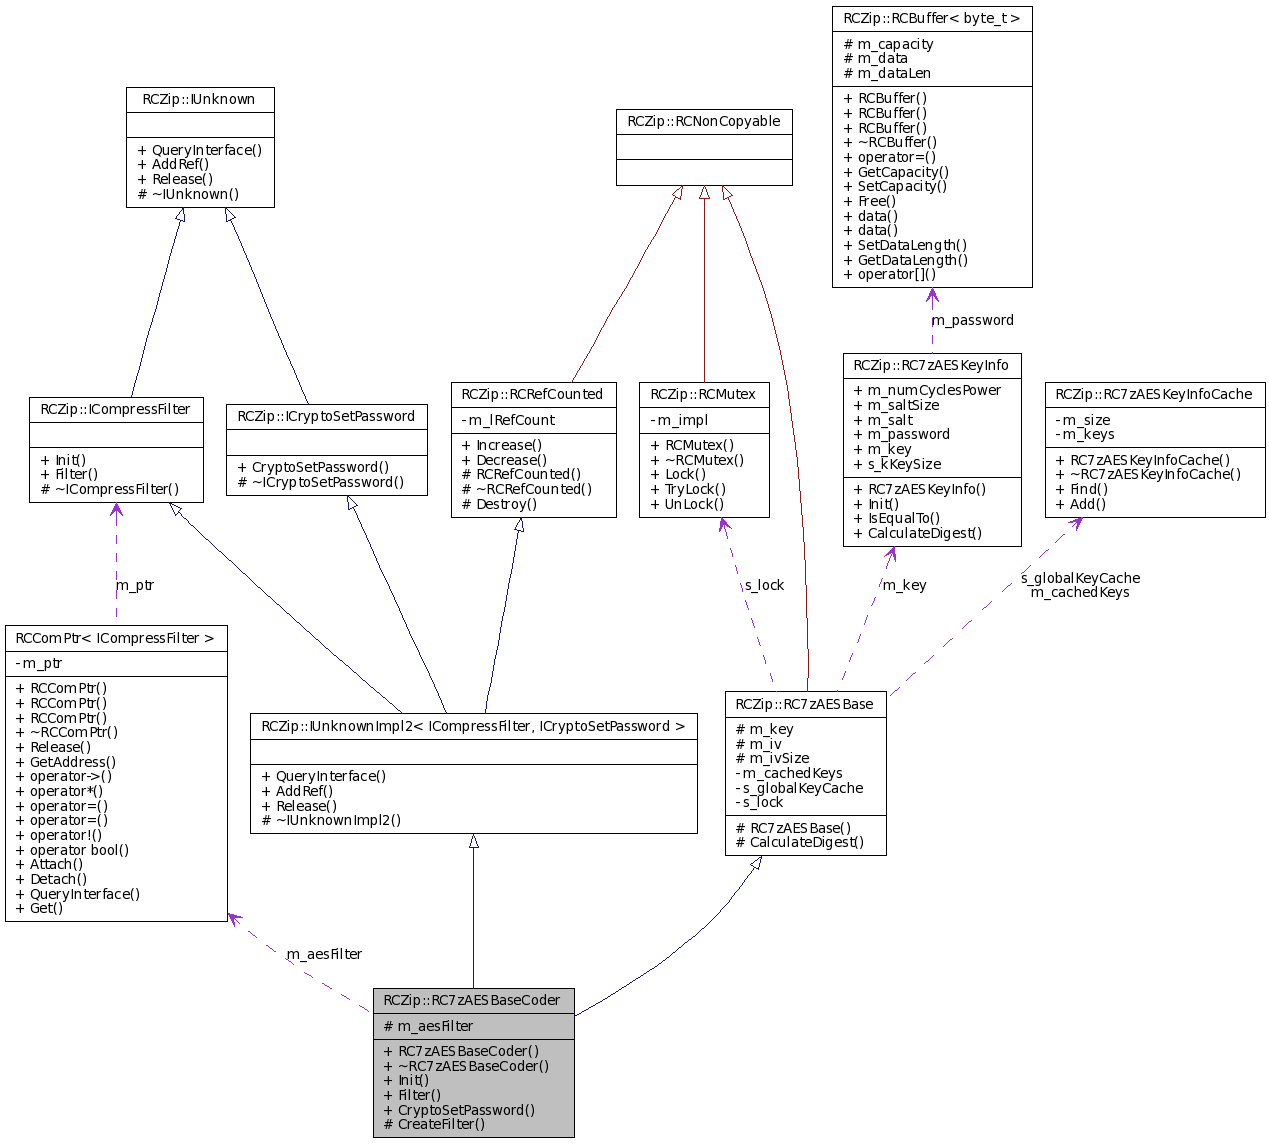 RCZip::RCBuffer< byte_t >
# m_capacity
# m_data
# m_dataLen
+ RCBuffer()
+ RCBuffer()
+ RCBuffer()
+ ~RCBuffer()
+ operator=()
+ GetCapacity()
+ SetCapacity()
+ Free()
+ data()
+ data()
+ SetDataLength()
+ GetDataLength()
+ operator[]()
RCZip::IUnknown
+ QueryInterface()
+ AddRef()
+ Release()
# ~IUnknown()
RCZip::RCNonCopyable
m_password
RCZip::ICompressFilter
+ Init()
+ Filter()
# ~ICompressFilter()
RCZip::ICryptoSetPassword
+ CryptoSetPassword()
# ~ICryptoSetPassword()
RCZip::RCRefCounted
- m_lRefCount
+ Increase()
+ Decrease()
# RCRefCounted()
# ~RCRefCounted()
# Destroy()
RCZip::RCMutex
- m_impl
+ RCMutex()
+ ~RCMutex()
+ Lock()
+ TryLock()
+ UnLock()
RCZip::RC7zAESKeyInfo
+ m_numCyclesPower
+ m_saltSize
+ m_salt
+ m_password
+ m_key
+ s_kKeySize
+ RC7zAESKeyInfo()
+ Init()
+ IsEqualTo()
+ CalculateDigest()
RCZip::RC7zAESKeyInfoCache
- m_size
- m_keys
+ RC7zAESKeyInfoCache()
+ ~RC7zAESKeyInfoCache()
+ Find()
+ Add()
m_ptr
s_lock
m_key
s_globalKeyCache
m_cachedKeys
RCComPtr< ICompressFilter >
- m_ptr
+ RCComPtr()
+ RCComPtr()
+ RCComPtr()
+ ~RCComPtr()
+ Release()
+ GetAddress()
+ operator->()
+ operator*()
+ operator=()
+ operator=()
+ operator!()
+ operator bool()
+ Attach()
+ Detach()
+ QueryInterface()
+ Get()
RCZip::IUnknownImpl2< ICompressFilter, ICryptoSetPassword >
+ QueryInterface()
+ AddRef()
+ Release()
# ~IUnknownImpl2()
RCZip::RC7zAESBase
# m_key
# m_iv
# m_ivSize
- m_cachedKeys
- s_globalKeyCache
- s_lock
# RC7zAESBase()
# CalculateDigest()
m_aesFilter
RCZip::RC7zAESBaseCoder
# m_aesFilter
+ RC7zAESBaseCoder()
+ ~RC7zAESBaseCoder()
+ Init()
+ Filter()
+ CryptoSetPassword()
# CreateFilter()